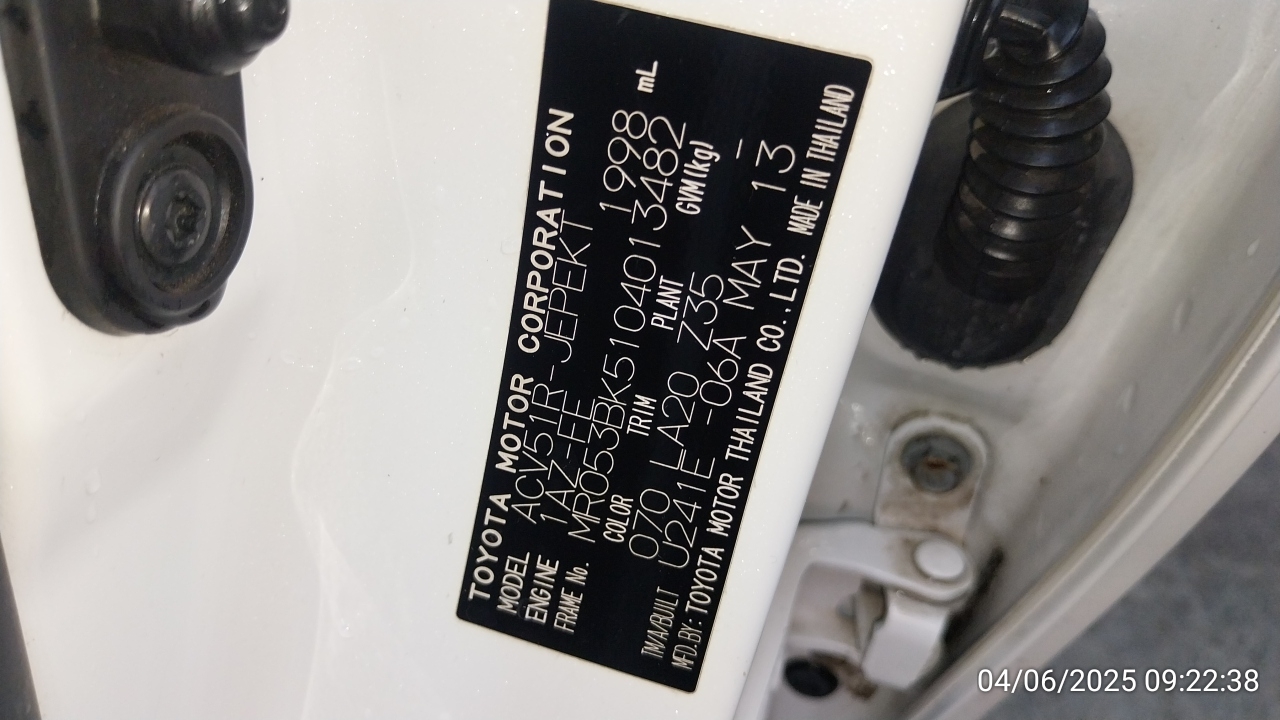 TOYOTA MOTOR CORPORATION
MODEL ACV51R-JEPEKT
ENGINE 1AZ-FE 1998 mL
FRAME No. MR053BK5104013482
COLOR TRIM PLANT GVM(kg)
070 LA20 Z35 –
TM/A/BUILT U241E -06A MAY 13
MFD.BY: TOYOTA MOTOR THAILAND CO.,LTD. MADE IN THAILAND
04/06/2025 09:22:38